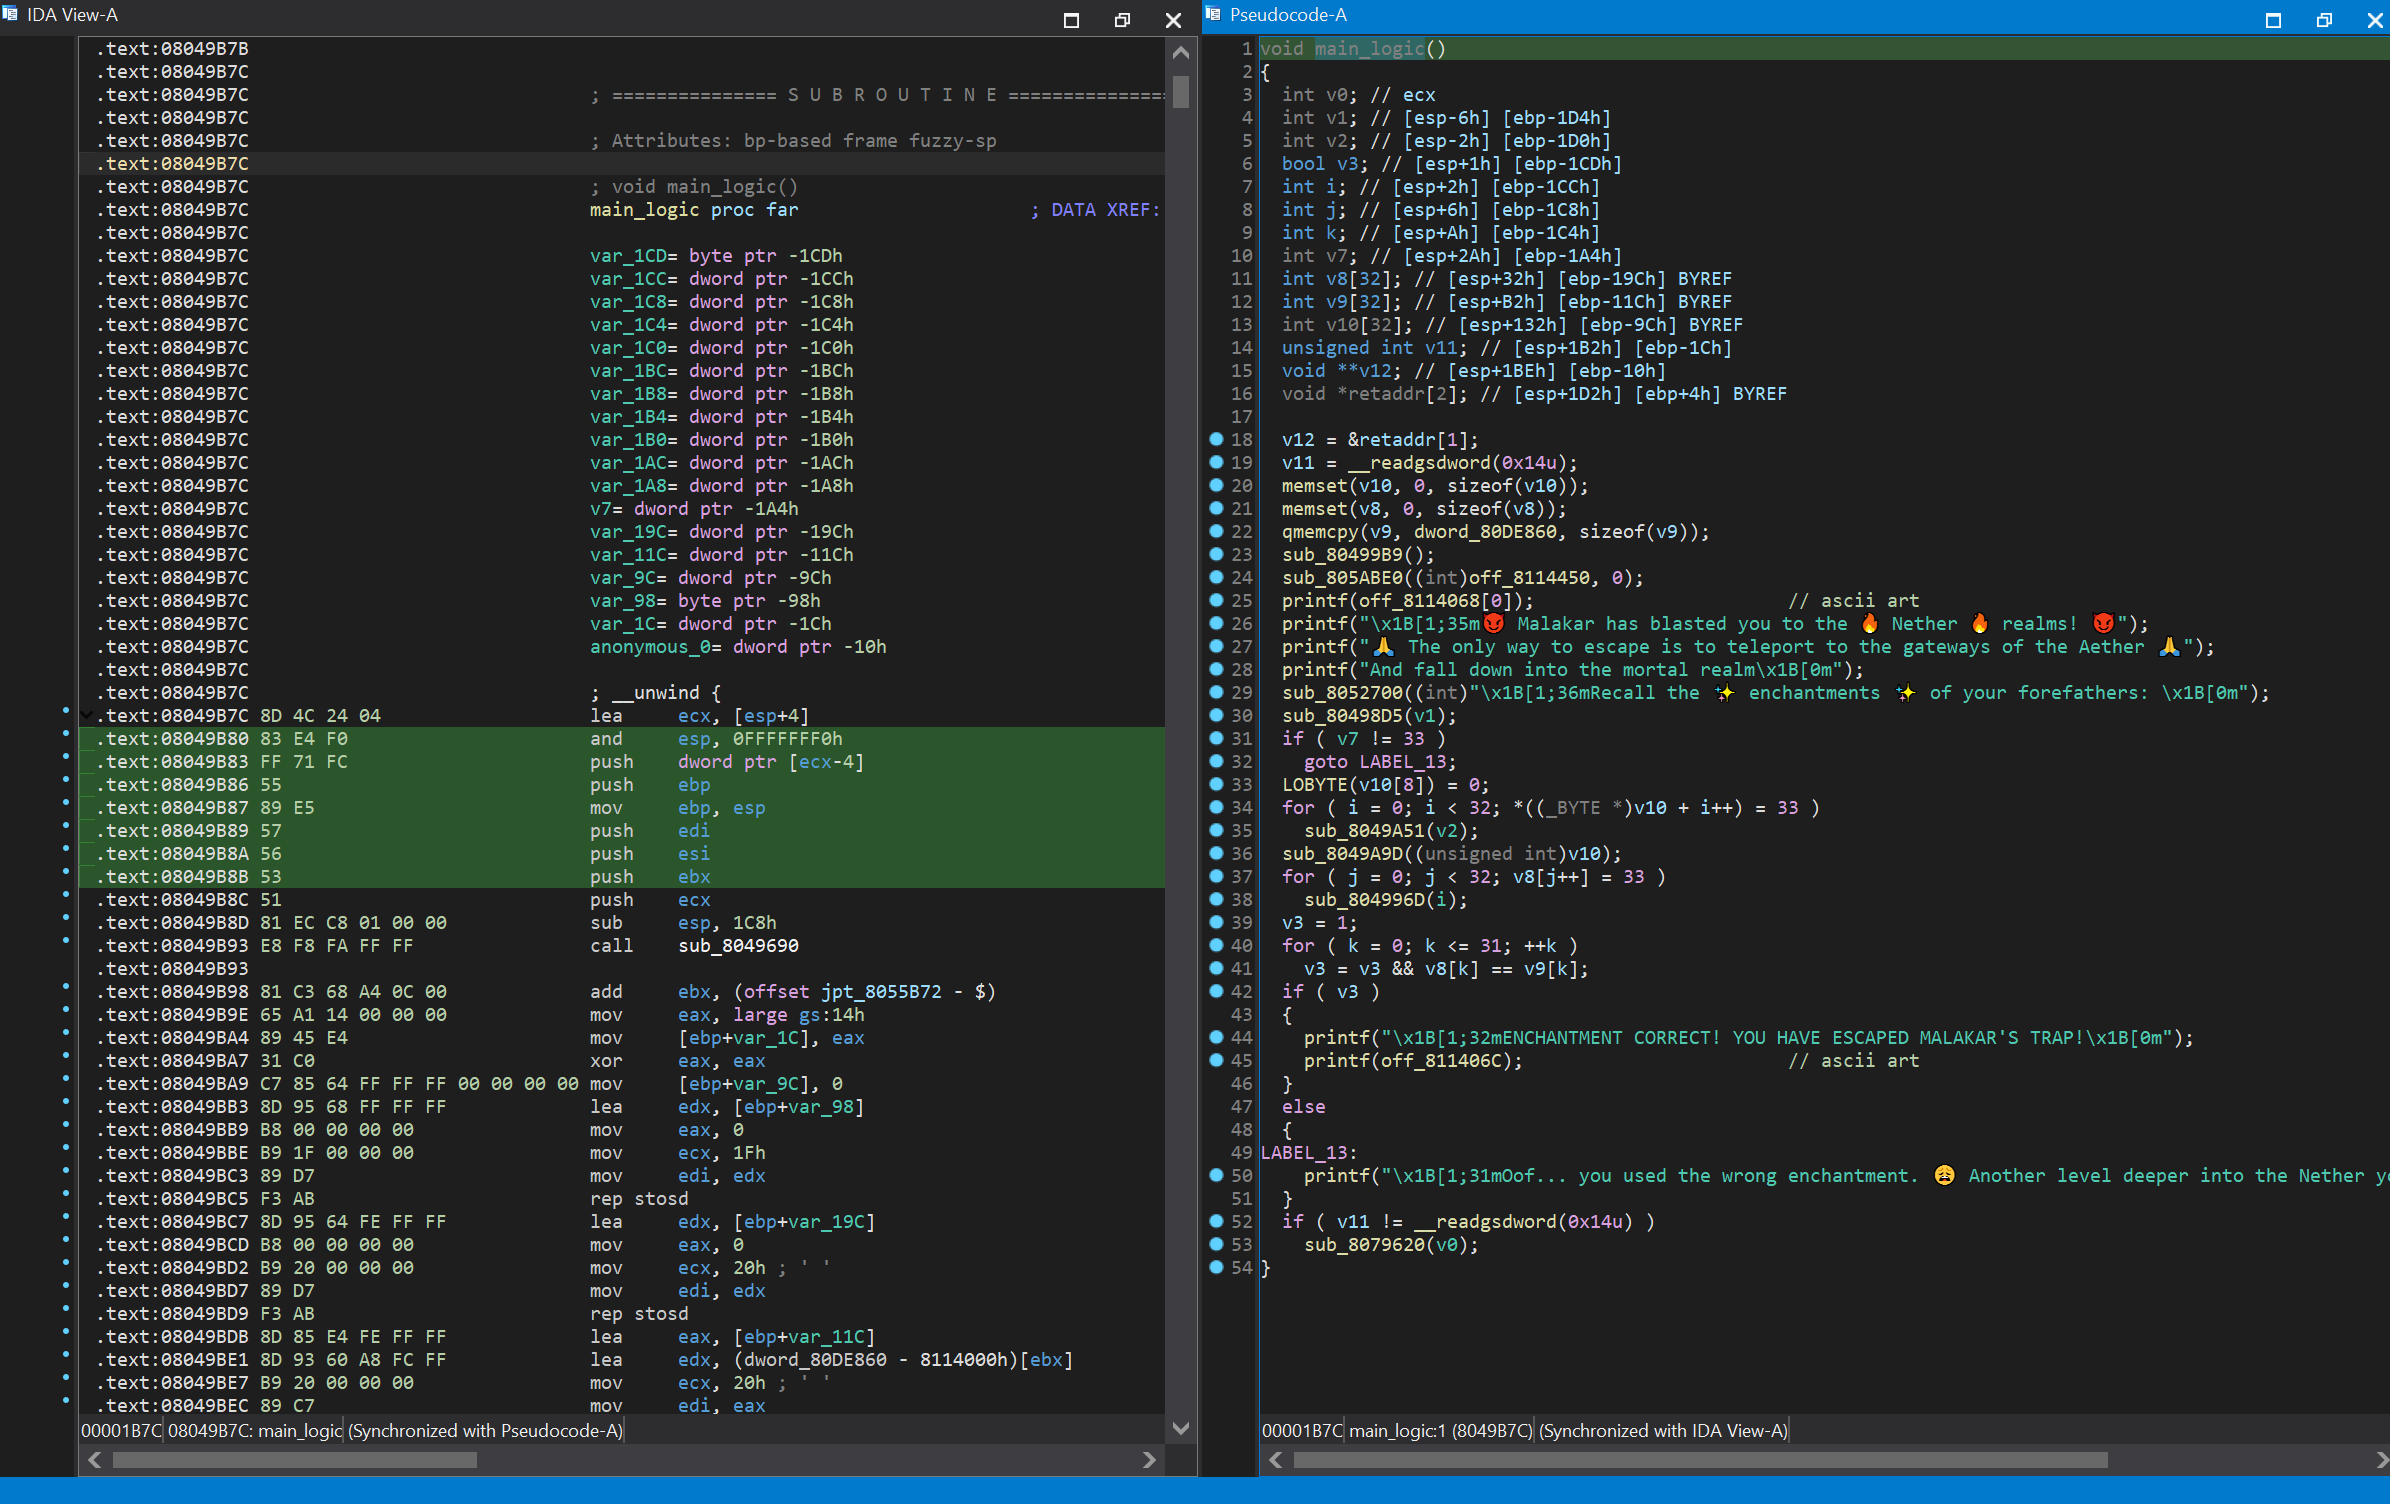 IDA View-A
.text:08049B7B
.text:08049B7C
.text:08049B7C ; =============== S U B R O U T I N E ===============
.text:08049B7C
.text:08049B7C ; Attributes: bp-based frame fuzzy-sp
.text:08049B7C
.text:08049B7C ; void main_logic()
.text:08049B7C main_logic proc far ; DATA XREF:
.text:08049B7C
.text:08049B7C var_1CD= byte ptr -1CDh
.text:08049B7C var_1CC= dword ptr -1CCh
.text:08049B7C var_1C8= dword ptr -1C8h
.text:08049B7C var_1C4= dword ptr -1C4h
.text:08049B7C var_1C0= dword ptr -1C0h
.text:08049B7C var_1BC= dword ptr -1BCh
.text:08049B7C var_1B8= dword ptr -1B8h
.text:08049B7C var_1B4= dword ptr -1B4h
.text:08049B7C var_1B0= dword ptr -1B0h
.text:08049B7C var_1AC= dword ptr -1ACh
.text:08049B7C var_1A8= dword ptr -1A8h
.text:08049B7C v7= dword ptr -1A4h
.text:08049B7C var_19C= dword ptr -19Ch
.text:08049B7C var_11C= dword ptr -11Ch
.text:08049B7C var_9C= dword ptr -9Ch
.text:08049B7C var_98= byte ptr -98h
.text:08049B7C var_1C= dword ptr -1Ch
.text:08049B7C anonymous_0= dword ptr -10h
.text:08049B7C
.text:08049B7C ; __unwind {
.text:08049B7C 8D 4C 24 04 lea ecx, [esp+4]
.text:08049B80 83 E4 F0 and esp, 0FFFFFFF0h
.text:08049B83 FF 71 FC push dword ptr [ecx-4]
.text:08049B86 55 push ebp
.text:08049B87 89 E5 mov ebp, esp
.text:08049B89 57 push edi
.text:08049B8A 56 push esi
.text:08049B8B 53 push ebx
.text:08049B8C 51 push ecx
.text:08049B8D 81 EC C8 01 00 00 sub esp, 1C8h
.text:08049B93 E8 F8 FA FF FF call sub_8049690
.text:08049B93
.text:08049B98 81 C3 68 A4 0C 00 add ebx, (offset jpt_8055B72 - $)
.text:08049B9E 65 A1 14 00 00 00 mov eax, large gs:14h
.text:08049BA4 89 45 E4 mov [ebp+var_1C], eax
.text:08049BA7 31 C0 xor eax, eax
.text:08049BA9 C7 85 64 FF FF FF 00 00 00 00 mov [ebp+var_9C], 0
.text:08049BB3 8D 95 68 FF FF FF lea edx, [ebp+var_98]
.text:08049BB9 B8 00 00 00 00 mov eax, 0
.text:08049BBE B9 1F 00 00 00 mov ecx, 1Fh
.text:08049BC3 89 D7 mov edi, edx
.text:08049BC5 F3 AB rep stosd
.text:08049BC7 8D 95 64 FE FF FF lea edx, [ebp+var_19C]
.text:08049BCD B8 00 00 00 00 mov eax, 0
.text:08049BD2 B9 20 00 00 00 mov ecx, 20h ; ' '
.text:08049BD7 89 D7 mov edi, edx
.text:08049BD9 F3 AB rep stosd
.text:08049BDB 8D 85 E4 FE FF FF lea eax, [ebp+var_11C]
.text:08049BE1 8D 93 60 A8 FC FF lea edx, (dword_80DE860 - 8114000h)[ebx]
.text:08049BE7 B9 20 00 00 00 mov ecx, 20h ; ' '
.text:08049BEC 89 C7 mov edi, eax
00001B7C 08049B7C: main_logic (Synchronized with Pseudocode-A)
Pseudocode-A
1 void main_logic()
2 {
3 int v0; // ecx
4 int v1; // [esp-6h] [ebp-1D4h]
5 int v2; // [esp-2h] [ebp-1D0h]
6 bool v3; // [esp+1h] [ebp-1CDh]
7 int i; // [esp+2h] [ebp-1CCh]
8 int j; // [esp+6h] [ebp-1C8h]
9 int k; // [esp+Ah] [ebp-1C4h]
10 int v7; // [esp+2Ah] [ebp-1A4h]
11 int v8[32]; // [esp+32h] [ebp-19Ch] BYREF
12 int v9[32]; // [esp+B2h] [ebp-11Ch] BYREF
13 int v10[32]; // [esp+132h] [ebp-9Ch] BYREF
14 unsigned int v11; // [esp+1B2h] [ebp-1Ch]
15 void **v12; // [esp+1BEh] [ebp-10h]
16 void *retaddr[2]; // [esp+1D2h] [ebp+4h] BYREF
17
18 v12 = &retaddr[1];
19 v11 = __readgsdword(0x14u);
20 memset(v10, 0, sizeof(v10));
21 memset(v8, 0, sizeof(v8));
22 qmemcpy(v9, dword_80DE860, sizeof(v9));
23 sub_80499B9();
24 sub_805ABE0((int)off_8114450, 0);
25 printf(off_8114068[0]); // ascii art
26 printf("\x1B[1;35m😈 Malakar has blasted you to the 🔥 Nether 🔥 realms! 😈");
27 printf("🙏 The only way to escape is to teleport to the gateways of the Aether 🙏");
28 printf("And fall down into the mortal realm\x1B[0m");
29 sub_8052700((int)"\x1B[1;36mRecall the ✨ enchantments ✨ of your forefathers: \x1B[0m");
30 sub_80498D5(v1);
31 if ( v7 != 33 )
32 goto LABEL_13;
33 LOBYTE(v10[8]) = 0;
34 for ( i = 0; i < 32; *((_BYTE *)v10 + i++) = 33 )
35 sub_8049A51(v2);
36 sub_8049A9D((unsigned int)v10);
37 for ( j = 0; j < 32; v8[j++] = 33 )
38 sub_804996D(i);
39 v3 = 1;
40 for ( k = 0; k <= 31; ++k )
41 v3 = v3 && v8[k] == v9[k];
42 if ( v3 )
43 {
44 printf("\x1B[1;32mENCHANTMENT CORRECT! YOU HAVE ESCAPED MALAKAR'S TRAP!\x1B[0m");
45 printf(off_811406C); // ascii art
46 }
47 else
48 {
49 LABEL_13:
50 printf("\x1B[1;31mOof... you used the wrong enchantment. 😩 Another level deeper into the Nether
51 }
52 if ( v11 != __readgsdword(0x14u) )
53 sub_8079620(v0);
54 }
00001B7C main_logic:1 (8049B7C) (Synchronized with IDA View-A)